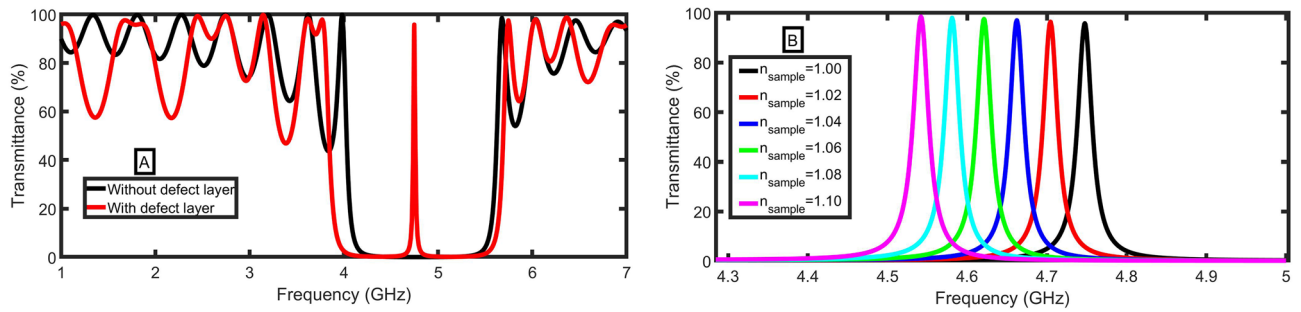 A
Without defect layer
With defect layer
Transmittance (%)
100
80
60
40
20
0
1 2 3 4 5 6 7
Frequency (GHz)
B
n_sample=1.00
n_sample=1.02
n_sample=1.04
n_sample=1.06
n_sample=1.08
n_sample=1.10
Transmittance (%)
100
80
60
40
20
0
4.3 4.4 4.5 4.6 4.7 4.8 4.9 5
Frequency (GHz)